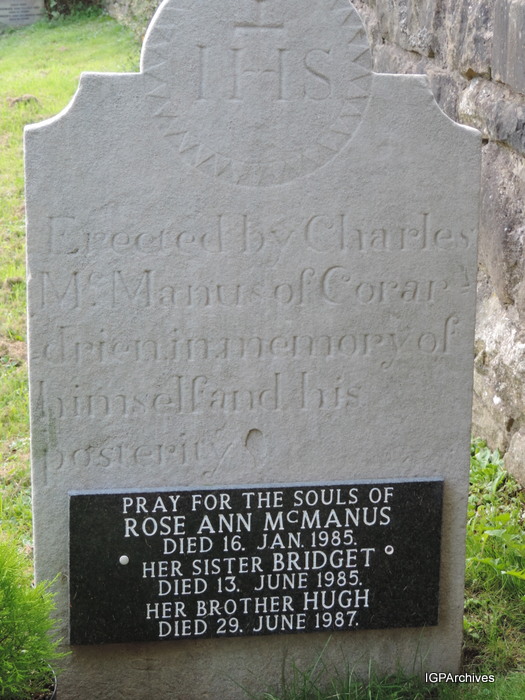 IHS
Erected by Charles
Mc. Manus of Corar
drien in memory of
himself and his
posterity
PRAY FOR THE SOULS OF
ROSE ANN McMANUS
DIED 16. JAN. 1985.
HER SISTER BRIDGET
DIED 13. JUNE 1985.
HER BROTHER HUGH
DIED 29. JUNE 1987.
IGPArchives